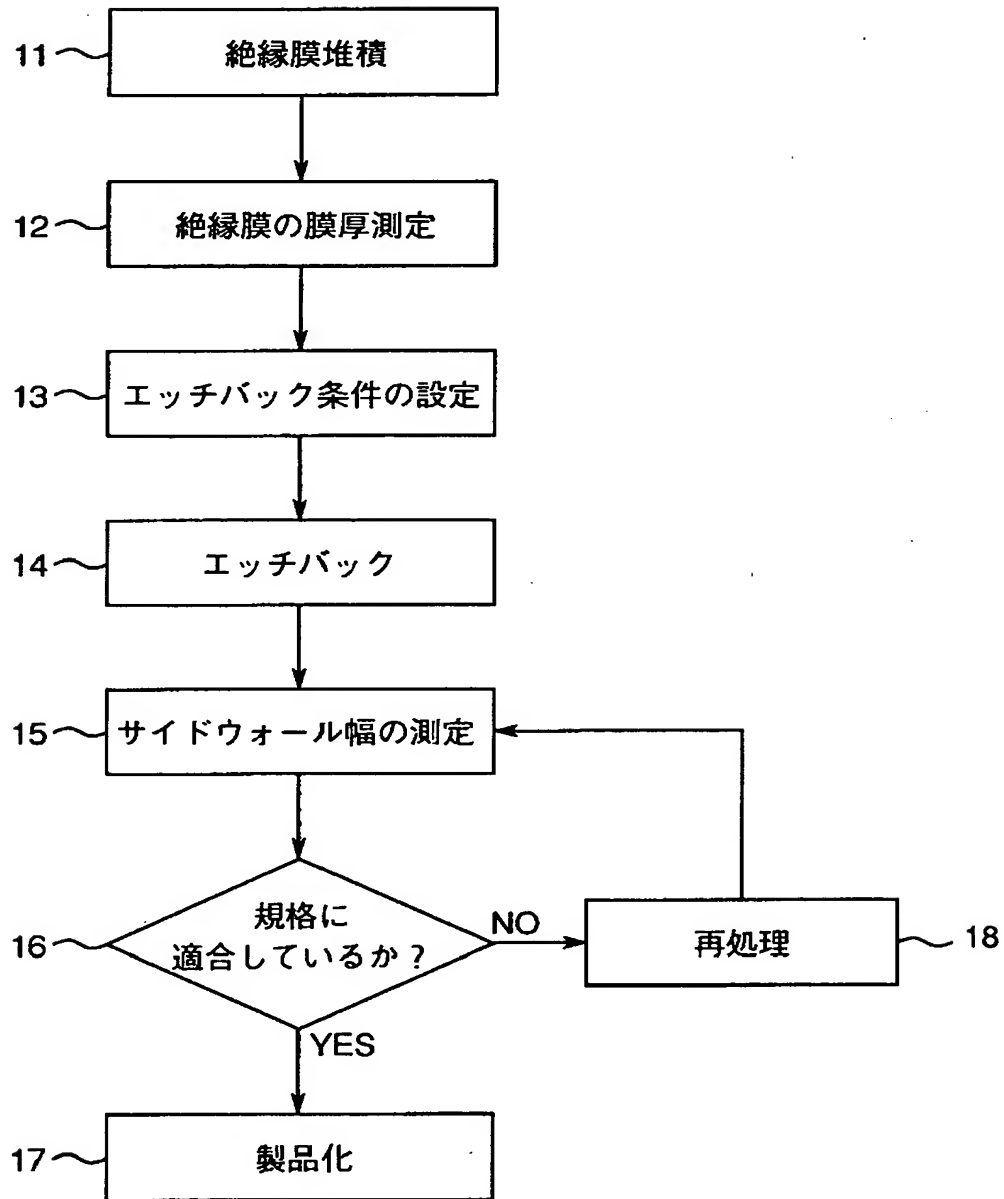 11 絶縁膜堆積
12 絶縁膜の膜厚測定
13 エッチバック条件の設定
14 エッチバック
15 サイドウォール幅の測定
16 規格に
適合しているか?
NO
再処理 18
YES
17 製品化